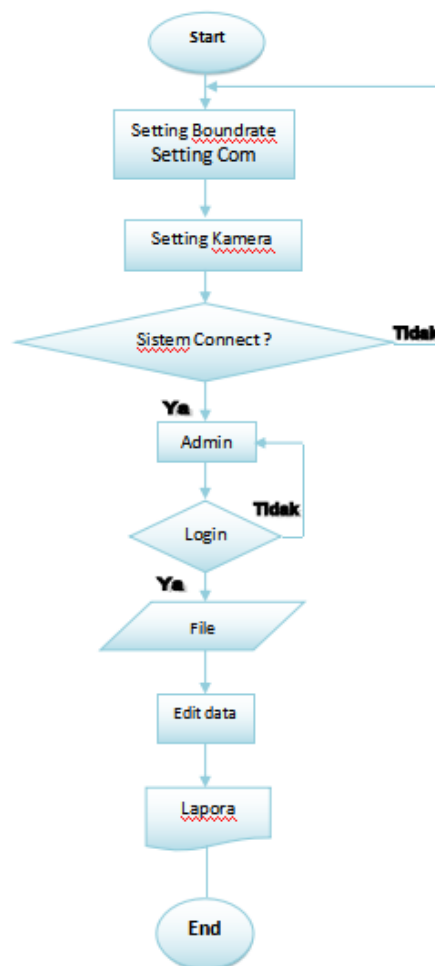 Start
Setting Boundrate
Setting Com
Setting Kamera
Sistem Connect ?
Tidak
Ya
Admin
Tidak
Login
Ya
File
Edit data
Lapora
End